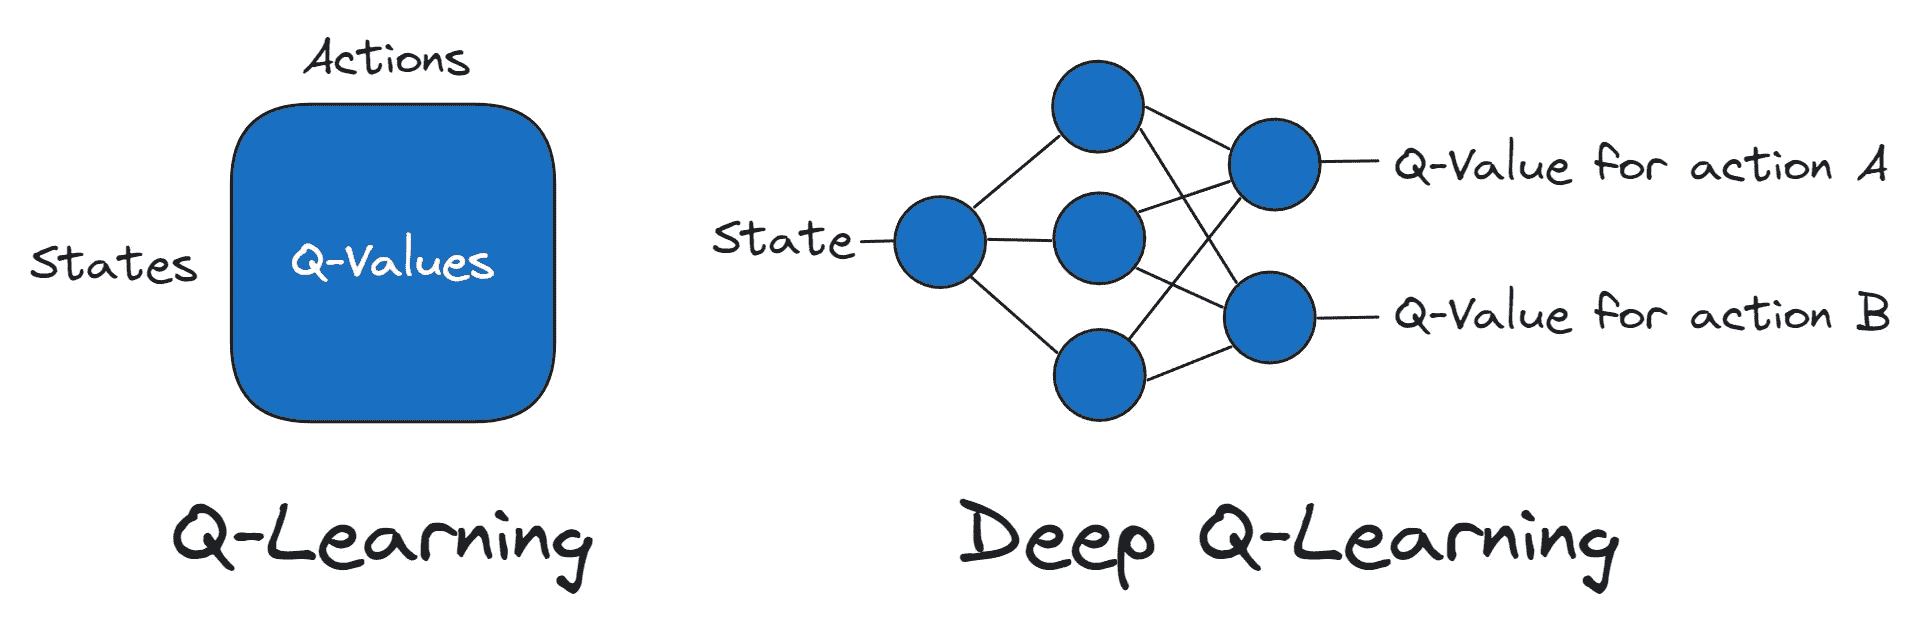 Actions
States
Q-Values
Q-Learning
State
Q-Value for action A
Q-Value for action B
Deep Q-Learning